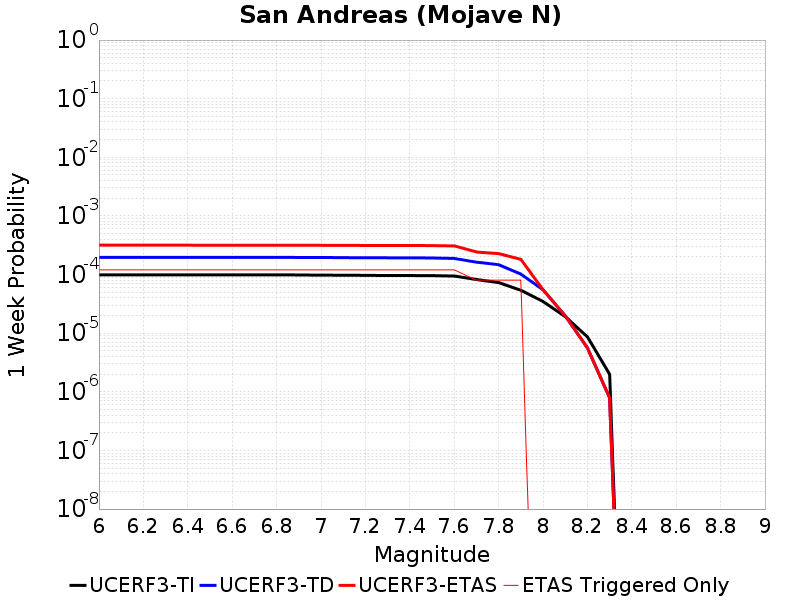 San Andreas (Mojave N)
1 Week Probability
10^0
10^-1
10^-2
10^-3
10^-4
10^-5
10^-6
10^-7
10^-8
6 6.2 6.4 6.6 6.8 7 7.2 7.4 7.6 7.8 8 8.2 8.4 8.6 8.8 9
Magnitude
UCERF3-TI UCERF3-TD UCERF3-ETAS ETAS Triggered Only